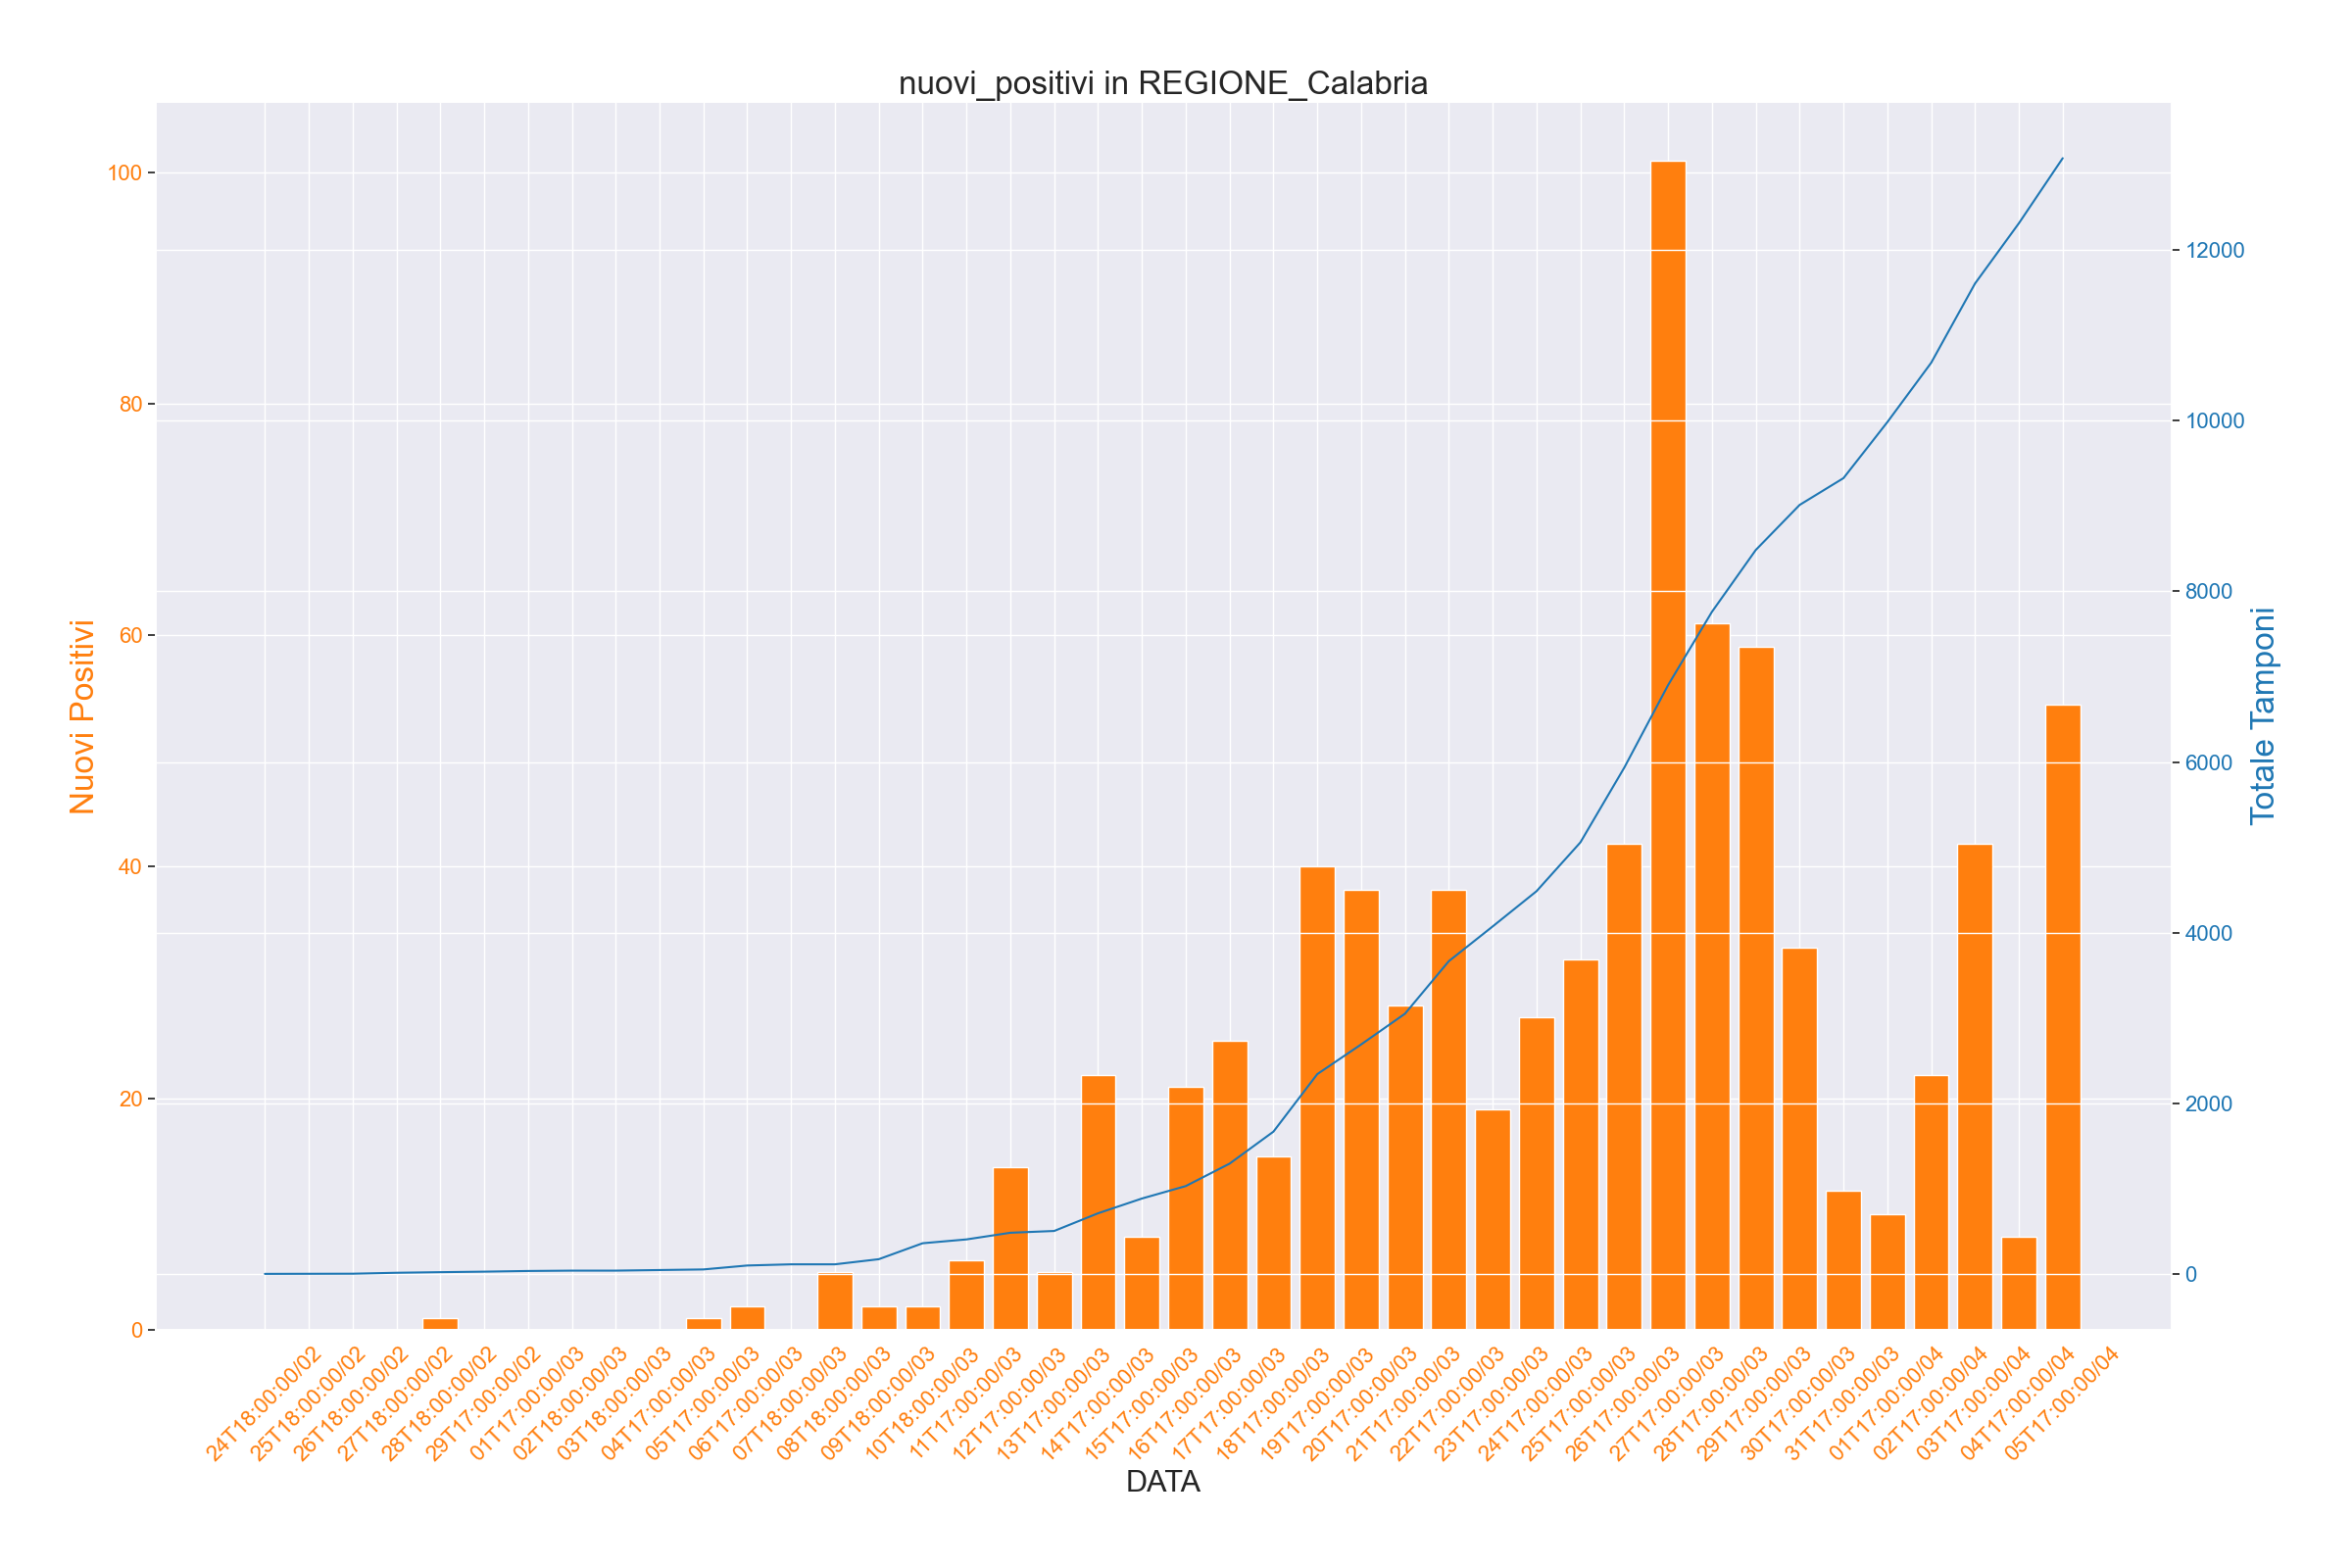 nuovi_positivi in REGIONE_Calabria
100
80
60
40
20
0
Nuovi Positivi
12000
10000
8000
6000
4000
2000
0
Totale Tamponi
24T18:00:00/02
25T18:00:00/02
26T18:00:00/02
27T18:00:00/02
28T18:00:00/02
29T17:00:00/02
01T17:00:00/03
02T18:00:00/03
03T18:00:00/03
04T17:00:00/03
05T17:00:00/03
06T17:00:00/03
07T18:00:00/03
08T18:00:00/03
09T18:00:00/03
10T18:00:00/03
11T17:00:00/03
12T17:00:00/03
13T17:00:00/03
14T17:00:00/03
15T17:00:00/03
16T17:00:00/03
17T17:00:00/03
18T17:00:00/03
19T17:00:00/03
20T17:00:00/03
21T17:00:00/03
22T17:00:00/03
23T17:00:00/03
24T17:00:00/03
25T17:00:00/03
26T17:00:00/03
27T17:00:00/03
28T17:00:00/03
29T17:00:00/03
30T17:00:00/03
31T17:00:00/03
01T17:00:00/04
02T17:00:00/04
03T17:00:00/04
04T17:00:00/04
05T17:00:00/04
DATA